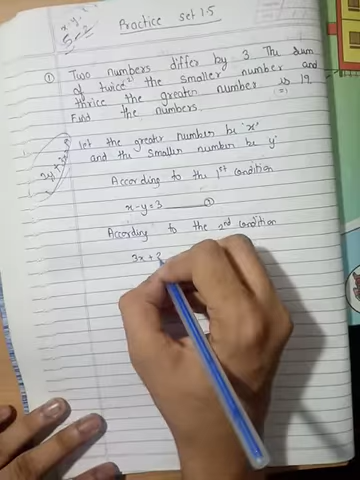 Practice set 1.5
① Two numbers differ by 3. The sum
of twice the smaller number and
thrice the greater number is 19.
Find the numbers.
let the greater number be 'x'
and the smaller number be 'y'
According to the 1st condition
x-y=3 ——— ①
According to the 2nd condition
3x + 2